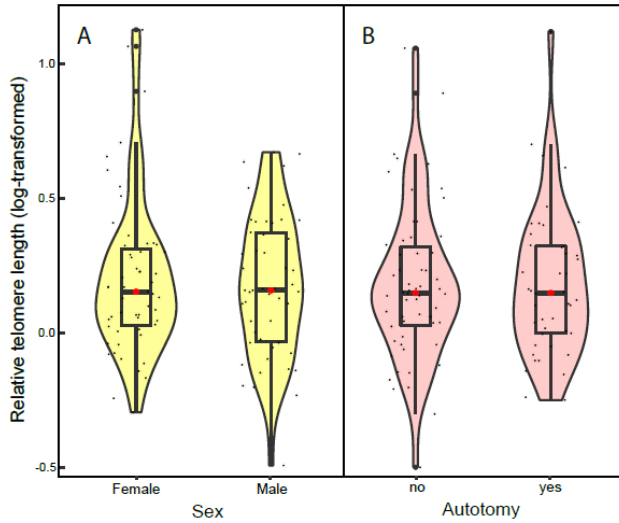 A
B
Relative telomere length (log-transformed)
1.0
0.5
0.0
-0.5
Female
Male
no
yes
Sex
Autotomy